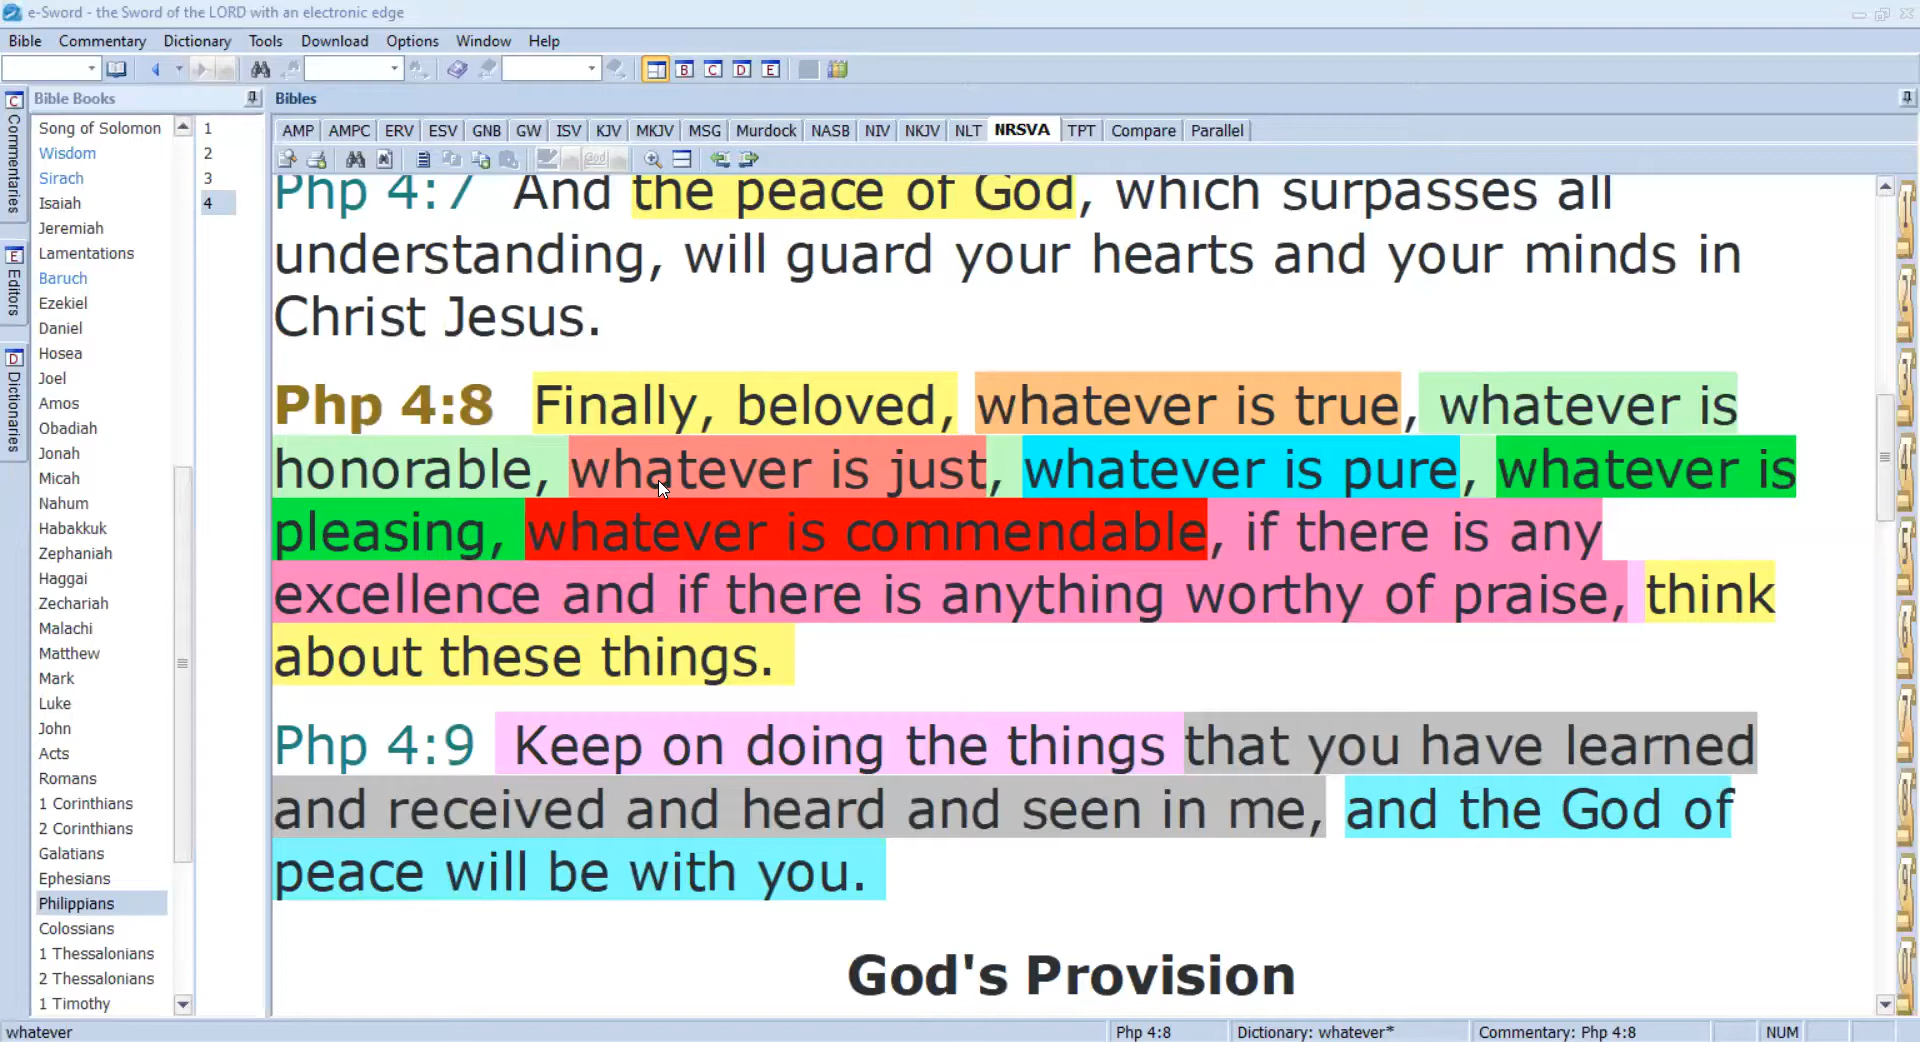 e-Sword - the Sword of the LORD with an electronic edge
Bible Commentary Dictionary Tools Download Options Window Help
B C D E
C Commentaries
E Editors
D Dictionaries
Bible Books
Song of Solomon
Wisdom
Sirach
Isaiah
Jeremiah
Lamentations
Baruch
Ezekiel
Daniel
Hosea
Joel
Amos
Obadiah
Jonah
Micah
Nahum
Habakkuk
Zephaniah
Haggai
Zechariah
Malachi
Matthew
Mark
Luke
John
Acts
Romans
1 Corinthians
2 Corinthians
Galatians
Ephesians
Philippians
Colossians
1 Thessalonians
2 Thessalonians
1 Timothy
1
2
3
4
Bibles
AMP AMPC ERV ESV GNB GW ISV KJV MKJV MSG Murdock NASB NIV NKJV NLT NRSVA TPT Compare Parallel
God
Php 4:7 And the peace of God, which surpasses all
understanding, will guard your hearts and your minds in
Christ Jesus.
Php 4:8 Finally, beloved, whatever is true, whatever is
honorable, whatever is just, whatever is pure, whatever is
pleasing, whatever is commendable, if there is any
excellence and if there is anything worthy of praise, think
about these things.
Php 4:9 Keep on doing the things that you have learned
and received and heard and seen in me, and the God of
peace will be with you.
God's Provision
whatever Php 4:8 Dictionary: whatever* Commentary: Php 4:8 NUM